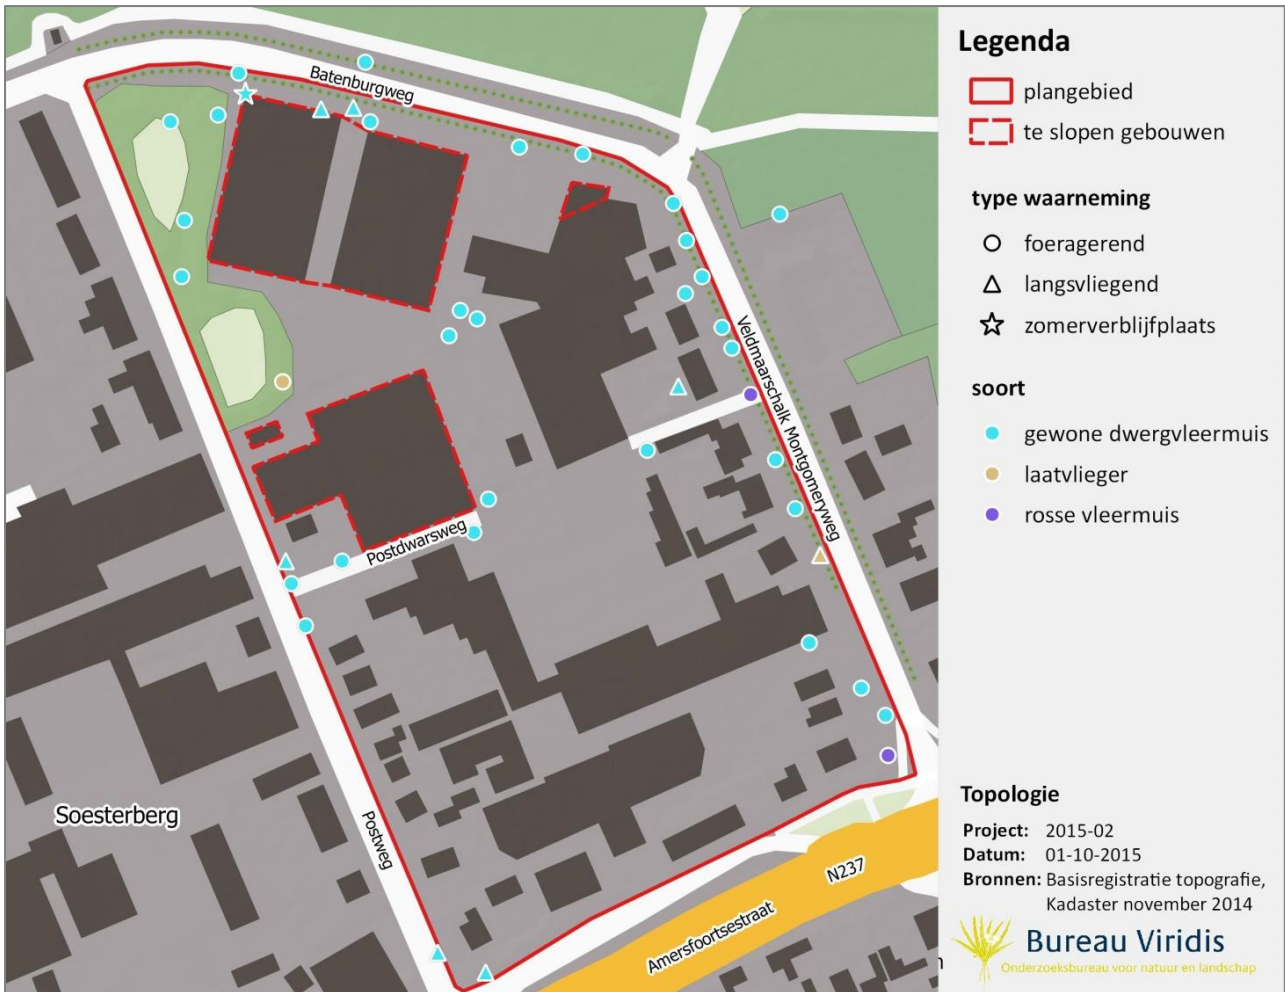 Batenburgweg
Veldmaarschalk Montgomeryweg
Postdwarsweg
Soesterberg
Postweg
N237
Amersfoortsestraat
n
Legenda
plangebied
te slopen gebouwen
type waarneming
foeragerend
langsvliegend
zomerverblijfplaats
soort
gewone dwergvleermuis
laatvlieger
rosse vleermuis
Topologie
Project: 2015-02
Datum: 01-10-2015
Bronnen: Basisregistratie topografie,
Kadaster november 2014
Bureau Viridis
Onderzoeksbureau voor natuur en landschap